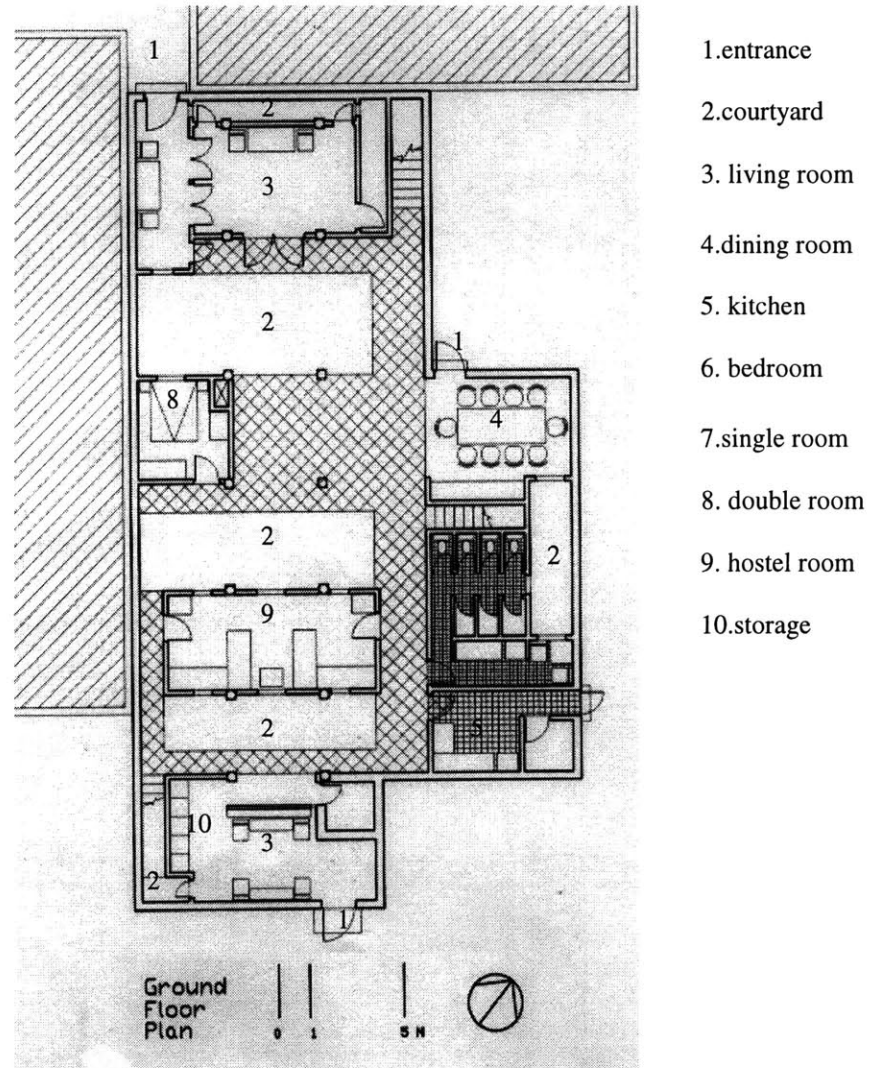 1
2
3
2
1
8
4
2
2
9
2
5
10
3
2
1
1.entrance
2.courtyard
3. living room
4.dining room
5. kitchen
6. bedroom
7.single room
8. double room
9. hostel room
10.storage
Ground
Floor
Plan
0 1 5 M